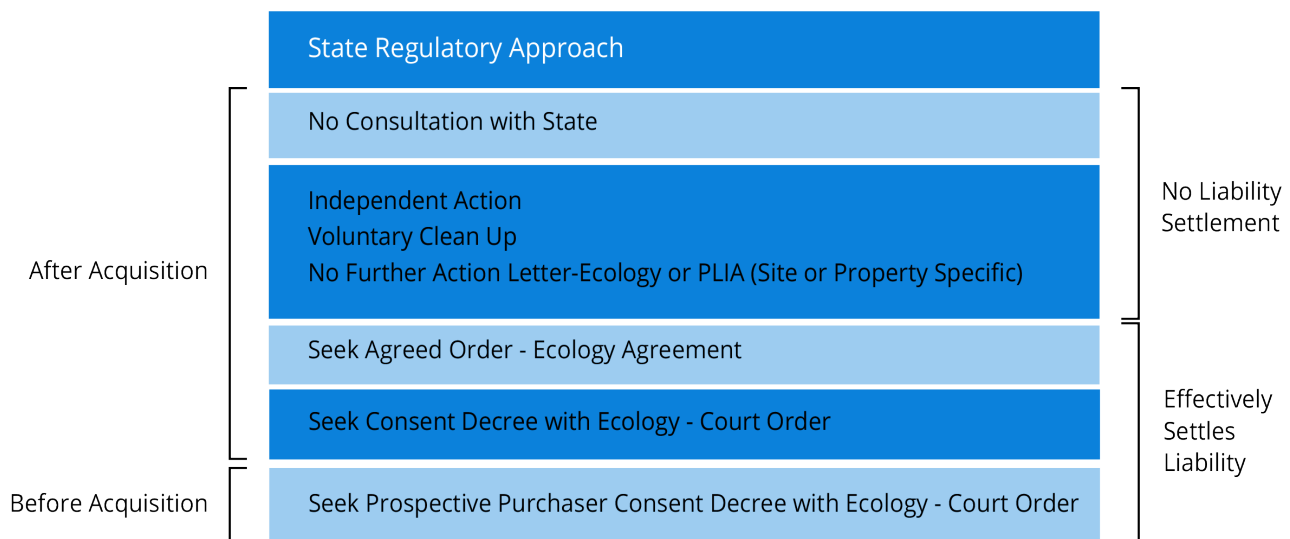 State Regulatory Approach
No Consultation with State
Independent Action
Voluntary Clean Up
No Further Action Letter-Ecology or PLIA (Site or Property Specific)
Seek Agreed Order - Ecology Agreement
Seek Consent Decree with Ecology - Court Order
Seek Prospective Purchaser Consent Decree with Ecology - Court Order
After Acquisition
Before Acquisition
No Liability
Settlement
Effectively
Settles
Liability